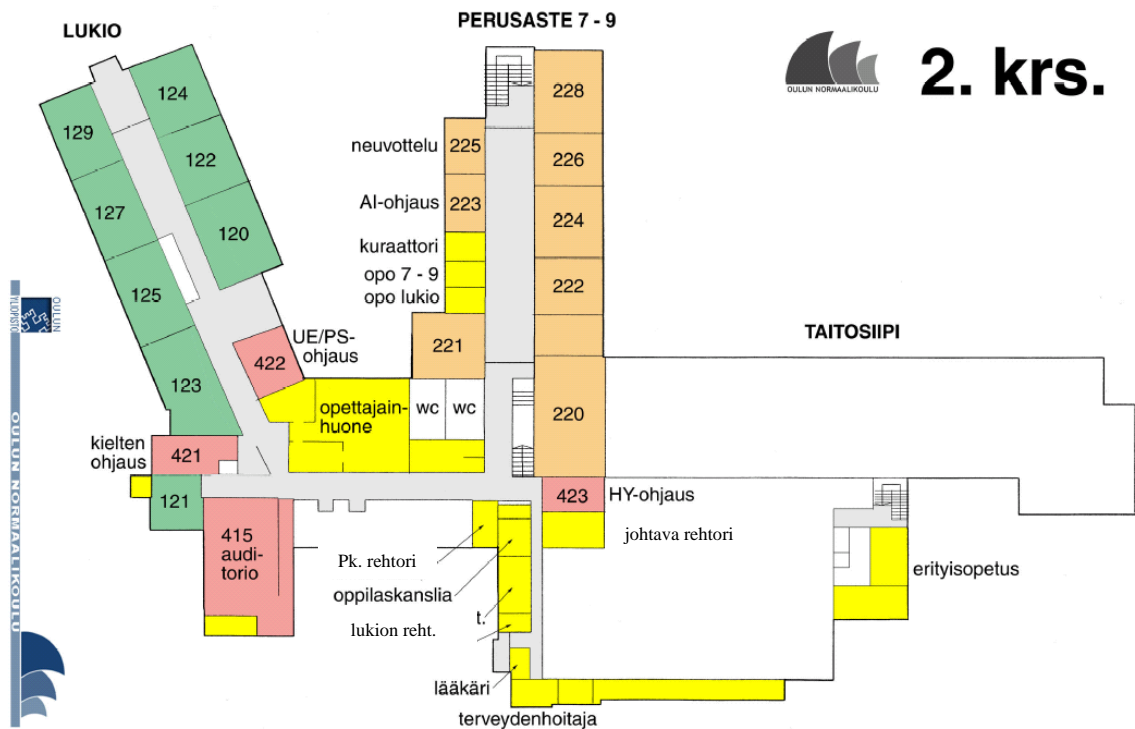 LUKIO
PERUSASTE 7 - 9
OULUN NORMAALIKOULU
2. krs.
124
129
122
127
120
125
123
neuvottelu
225
AI-ohjaus
223
kuraattori
opo 7 - 9
opo lukio
228
226
224
222
220
221
UE/PS-
ohjaus
422
opettajain-
huone
wc
wc
TAITOSIIPI
kielten
ohjaus
421
121
415
audi-
torio
423
HY-ohjaus
johtava rehtori
Pk. rehtori
oppilaskanslia
t.
lukion reht.
lääkäri
terveydenhoitaja
erityisopetus
OULUN
YLIOPISTO
OULUN NORMAALIKOULU